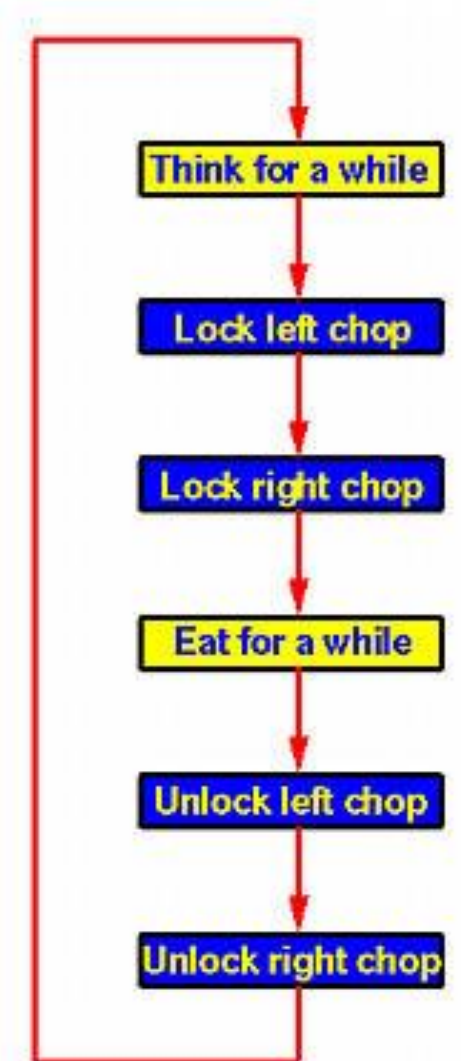 Think for a while
Lock left chop
Lock right chop
Eat for a while
Unlock left chop
Unlock right chop